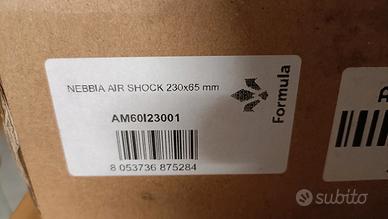 NEBBIA AIR SHOCK 230x65 mm
AM60I23001
8 053736 875284
Formula
A
subito